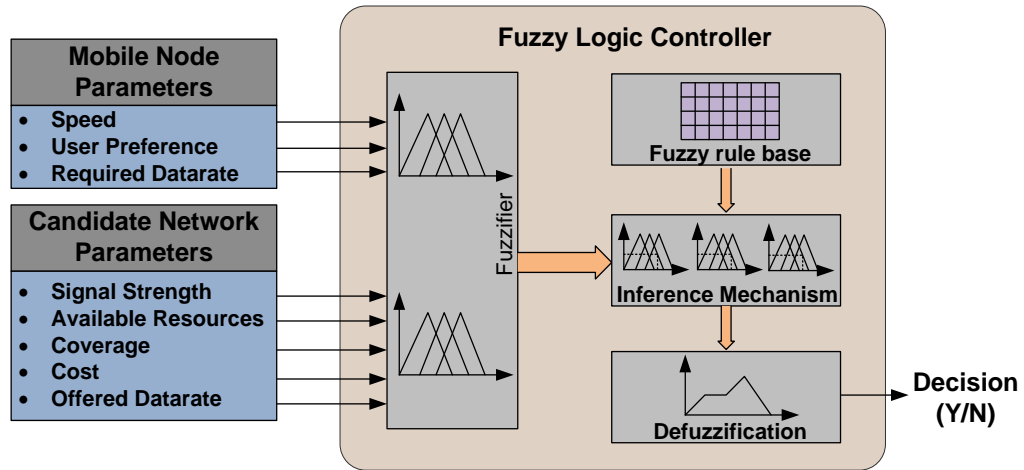 Mobile Node
Parameters
• Speed
• User Preference
• Required Datarate
Candidate Network
Parameters
• Signal Strength
• Available Resources
• Coverage
• Cost
• Offered Datarate
Fuzzy Logic Controller
Fuzzifier
Fuzzy rule base
Inference Mechanism
Defuzzification
Decision
(Y/N)